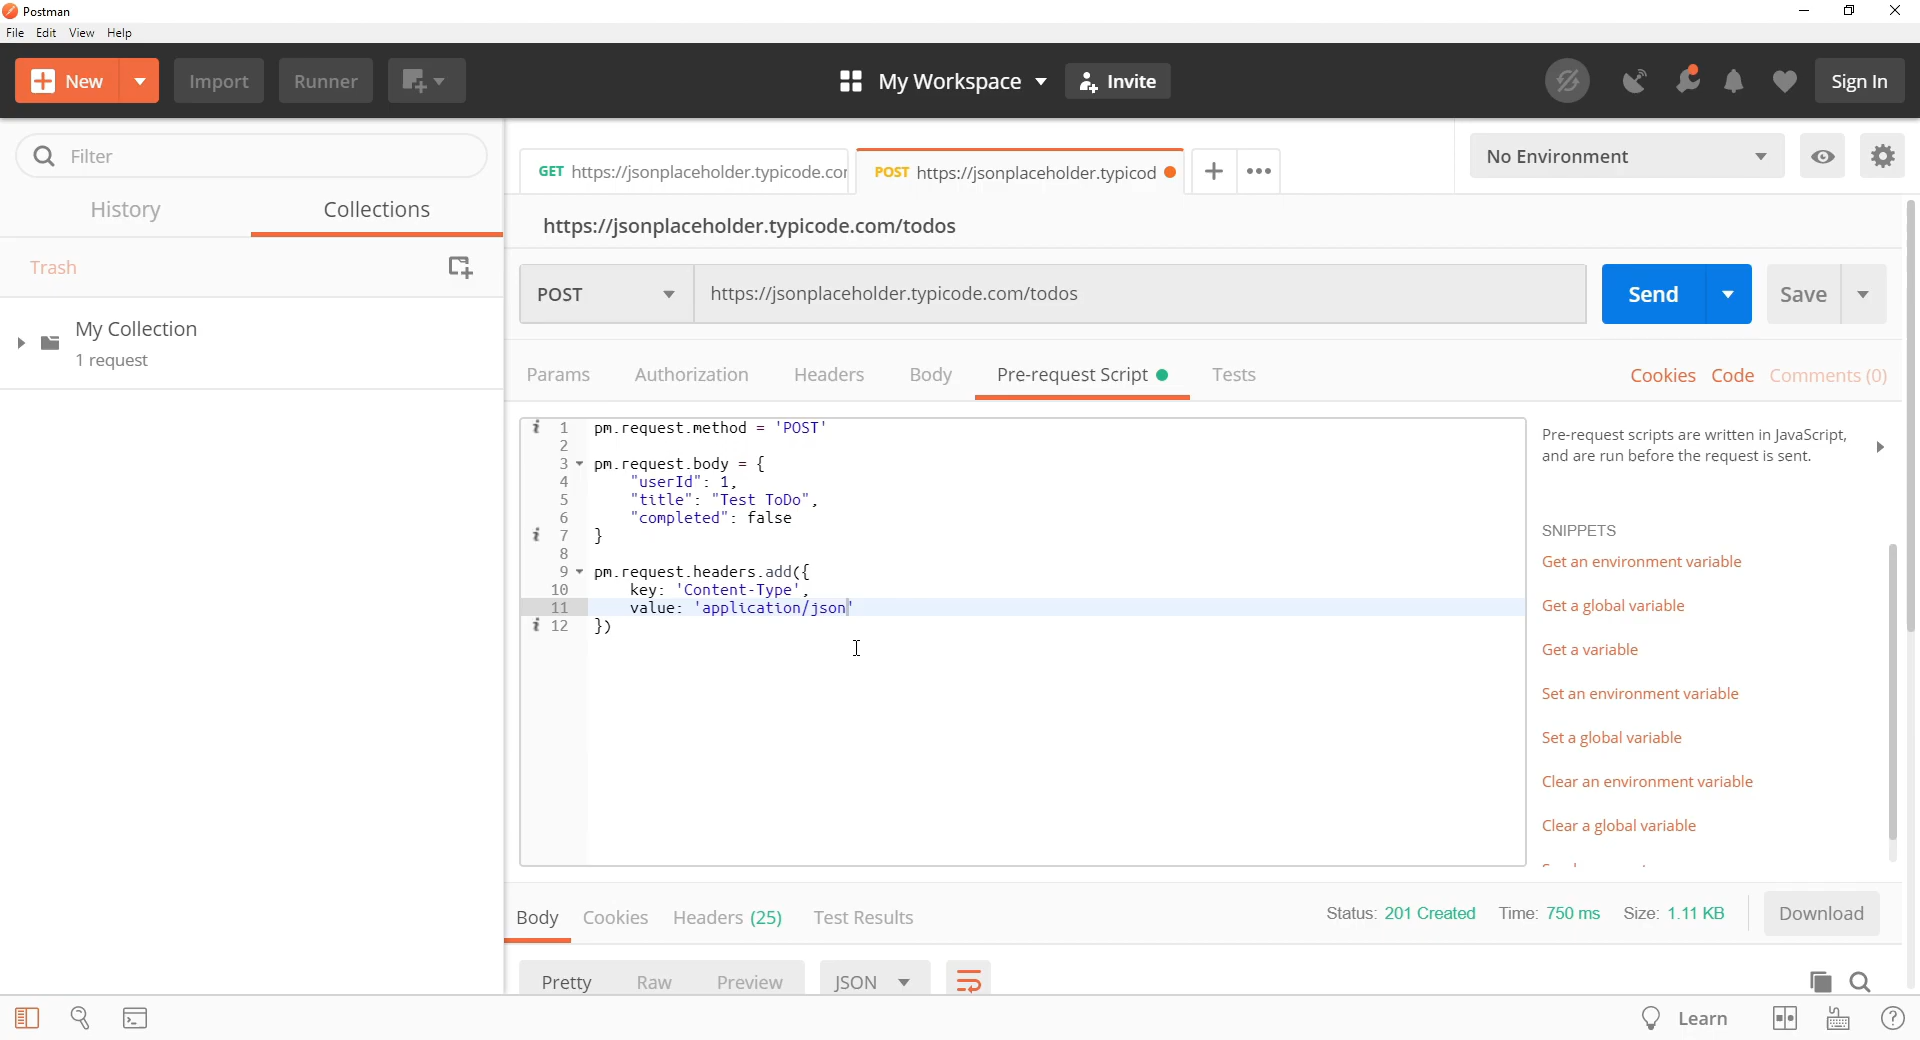 Postman
File Edit View Help
New Import Runner My Workspace Invite Sign In
Filter
History Collections
Trash
My Collection
1 request
GET https://jsonplaceholder.typicode.cor POST https://jsonplaceholder.typicod
No Environment
https://jsonplaceholder.typicode.com/todos
POST https://jsonplaceholder.typicode.com/todos Send Save
Params Authorization Headers Body Pre-request Script Tests Cookies Code Comments (0)
i 1 pm.request.method = 'POST'
2
3 pm.request.body = {
4 "userId": 1,
5 "title": "Test ToDo",
6 "completed": false
i 7 }
8
9 pm.request.headers.add({
10 key: 'Content-Type',
11 value: 'application/json'
i 12 })
Pre-request scripts are written in JavaScript,
and are run before the request is sent.
SNIPPETS
Get an environment variable
Get a global variable
Get a variable
Set an environment variable
Set a global variable
Clear an environment variable
Clear a global variable
Body Cookies Headers (25) Test Results Status: 201 Created Time: 750 ms Size: 1.11 KB Download
Pretty Raw Preview JSON
Learn